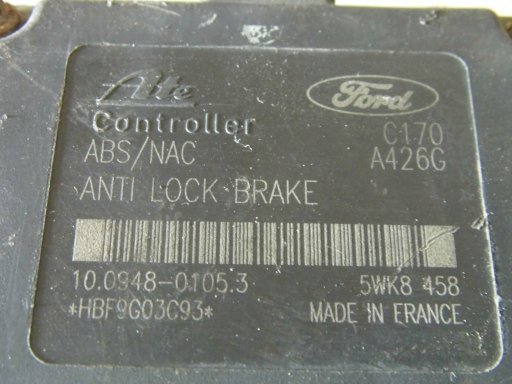 Ate
Ford
Controller C170
ABS/NAC A426G
ANTI LOCK BRAKE
10.0948-0105.3 5WK8 458
*HBF9G03C93* MADE IN FRANCE